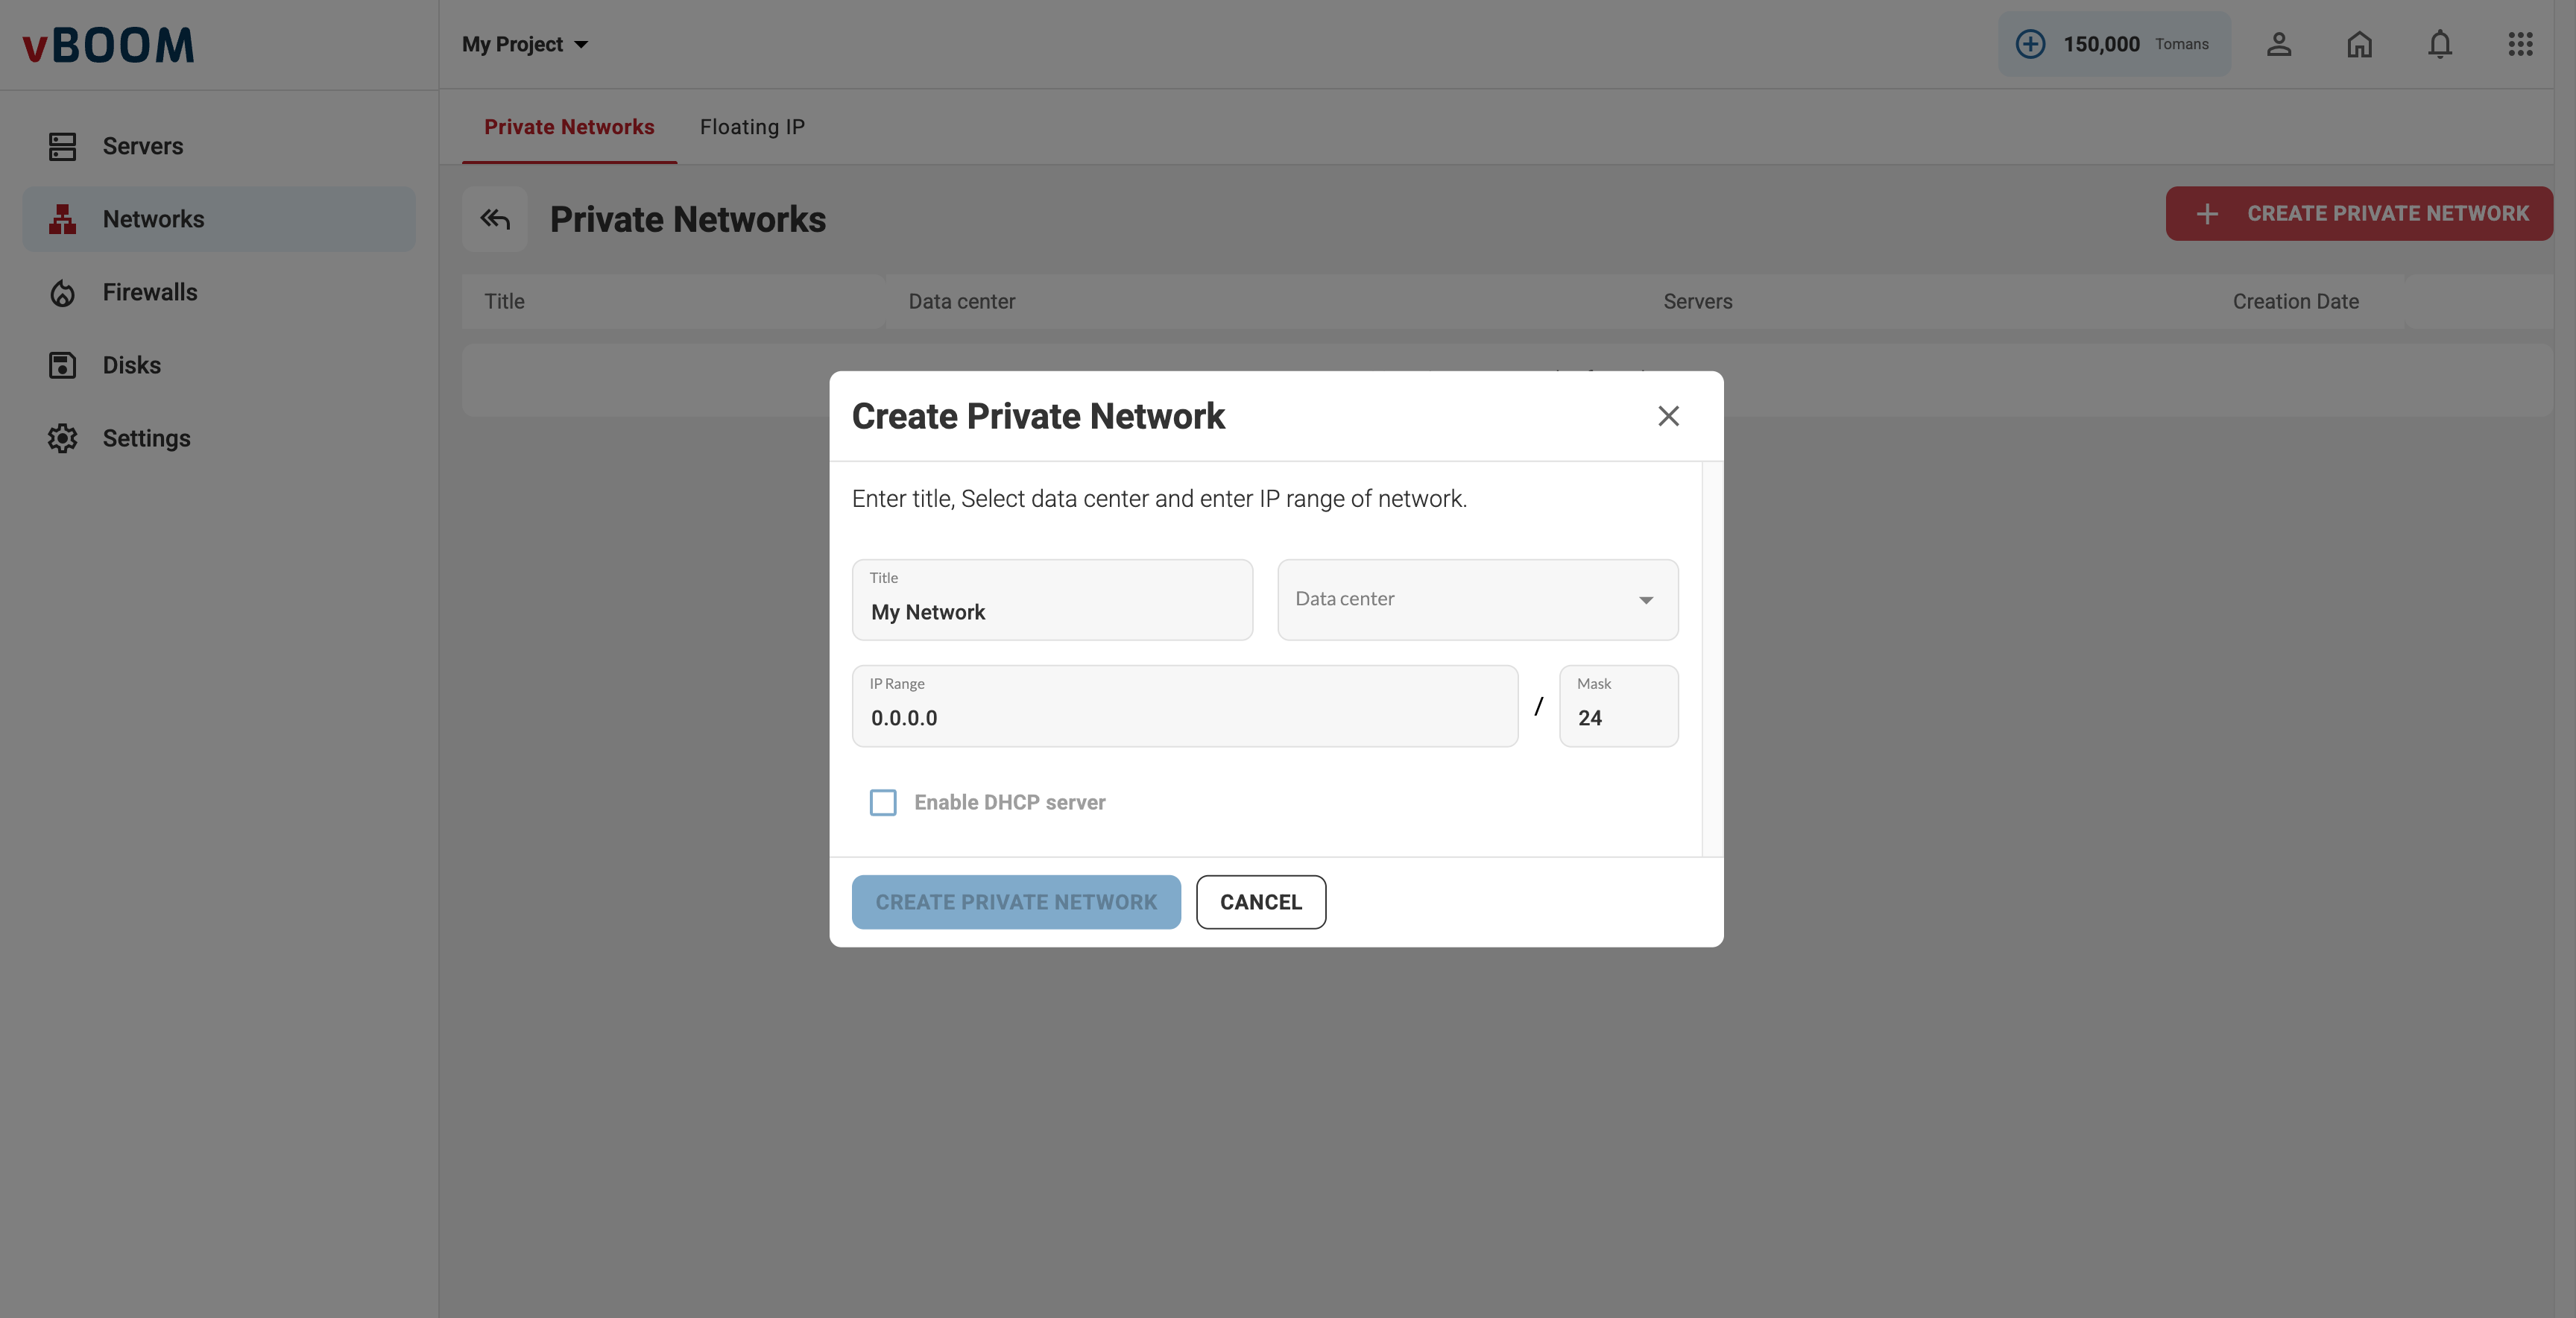 vBOOM
My Project
150,000 Tomans
Servers
Networks
Firewalls
Disks
Settings
Private Networks Floating IP
Private Networks
CREATE PRIVATE NETWORK
Title Data center Servers Creation Date
Create Private Network
Enter title, Select data center and enter IP range of network.
Title
My Network
Data center
IP Range
0.0.0.0
/
Mask
24
Enable DHCP server
CREATE PRIVATE NETWORK
CANCEL